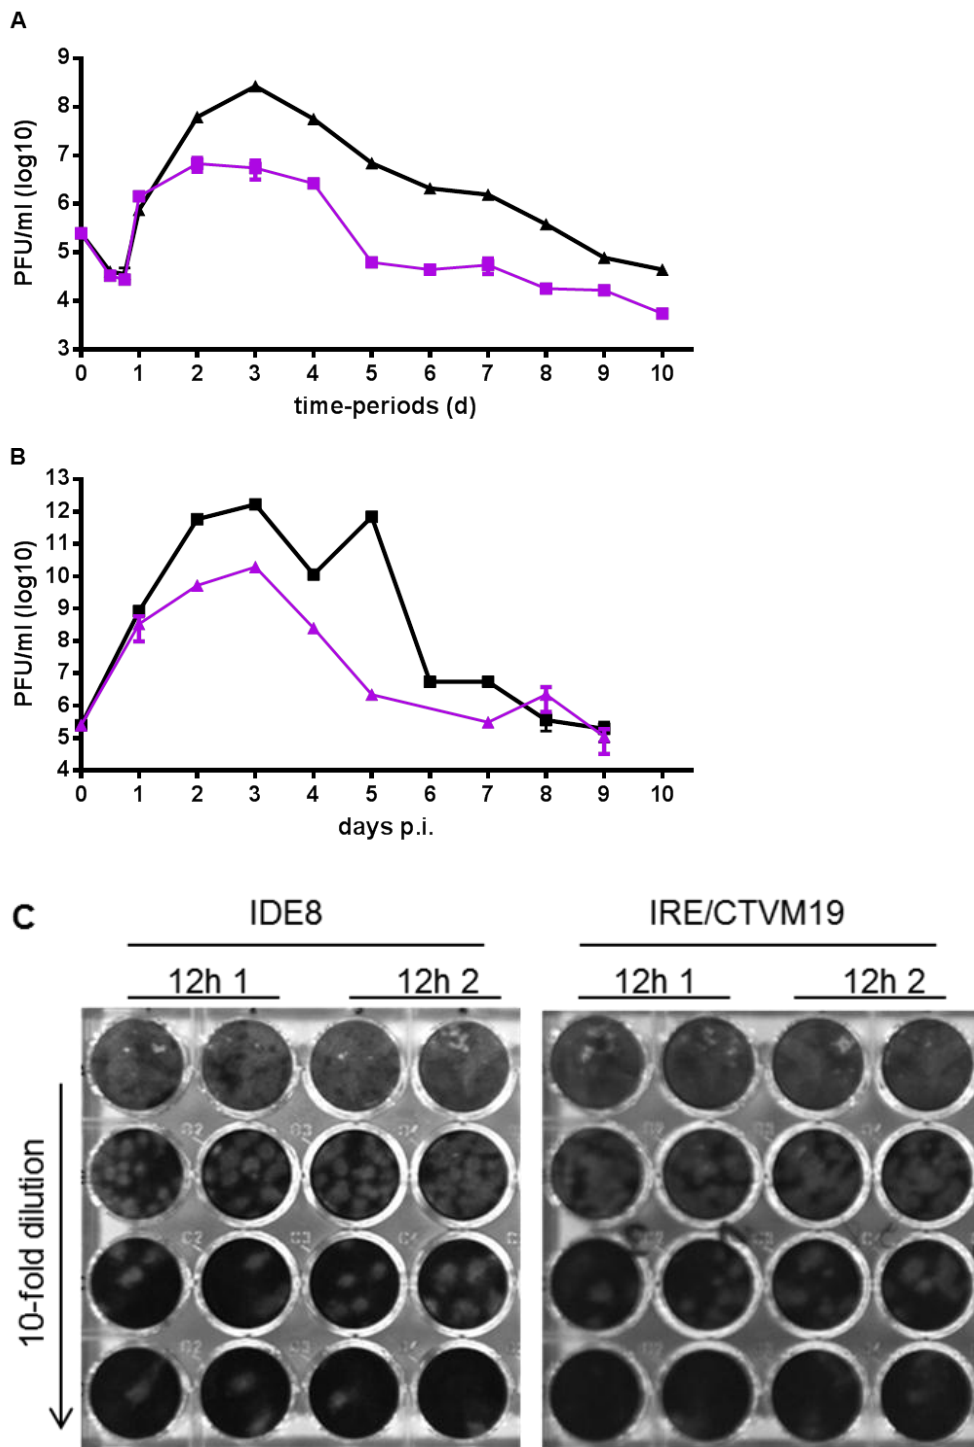 A
PFU/ml (log10)
9
8
7
6
5
4
3
0 1 2 3 4 5 6 7 8 9 10
time-periods (d)
B
PFU/ml (log10)
13
12
11
10
9
8
7
6
5
4
0 1 2 3 4 5 6 7 8 9 10
days p.i.
C
IDE8 IRE/CTVM19
12h 1 12h 2 12h 1 12h 2
10-fold dilution